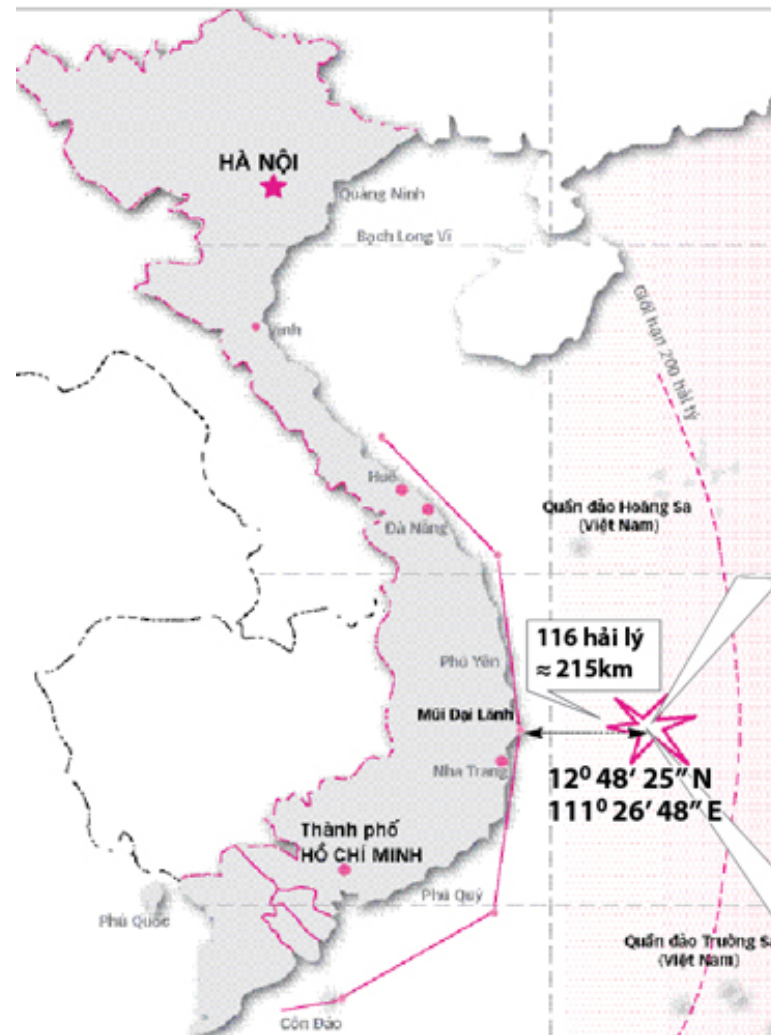 HÀ NỘI
Quảng Ninh
Bạch Long Vĩ
Vinh
Giới hạn 200 hải lý
Huế
Đà Nẵng
Quần đảo Hoàng Sa
(Việt Nam)
116 hải lý
≈ 215km
Phú Yên
Mũi Đại Lãnh
Nha Trang
12⁰ 48′ 25″ N
111⁰ 26′ 48″ E
Thành phố
HỒ CHÍ MINH
Phú Quý
Phú Quốc
Quần đảo Trường Sa
(Việt Nam)
Côn Đảo